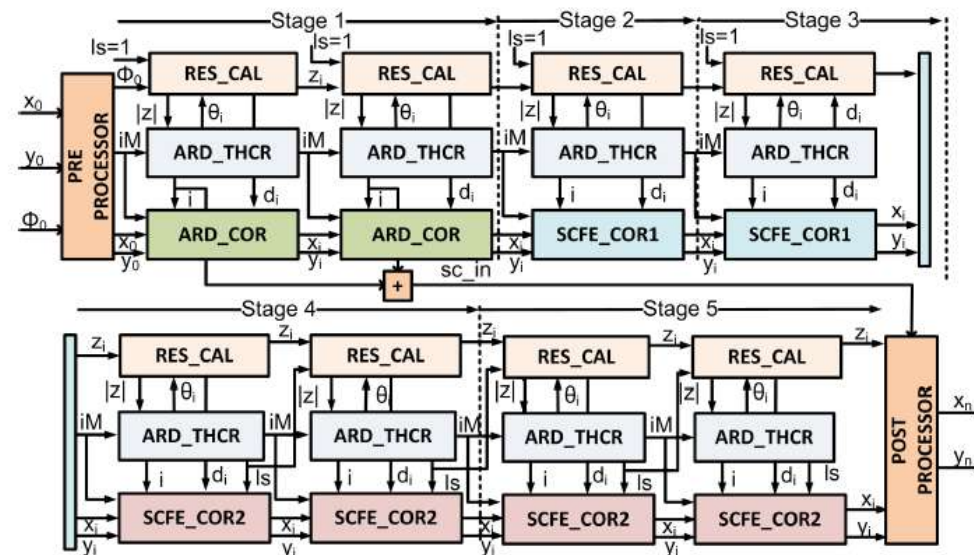 Stage 1 Stage 2 Stage 3
ls=1 ls=1 ls=1 ls=1
Φ₀ RES_CAL zᵢ RES_CAL RES_CAL RES_CAL
x₀ |z| θᵢ |z| θᵢ |z| θᵢ |z| θᵢ dᵢ
y₀ PRE PROCESSOR iM ARD_THCR iM ARD_THCR iM ARD_THCR iM ARD_THCR
Φ₀ i dᵢ i dᵢ i dᵢ i dᵢ
x₀ ARD_COR xᵢ ARD_COR xᵢ SCFE_COR1 xᵢ SCFE_COR1 xᵢ
y₀ yᵢ yᵢ yᵢ yᵢ
sc_in
+
Stage 4 Stage 5
zᵢ RES_CAL zᵢ RES_CAL zᵢ RES_CAL zᵢ RES_CAL zᵢ
|z| θᵢ |z| θᵢ |z| θᵢ |z| θᵢ
iM ARD_THCR iM ARD_THCR iM ARD_THCR iM ARD_THCR POST PROCESSOR xₙ
i dᵢ ls i dᵢ ls i dᵢ ls i dᵢ ls yₙ
xᵢ SCFE_COR2 xᵢ SCFE_COR2 xᵢ SCFE_COR2 xᵢ SCFE_COR2 xᵢ
yᵢ yᵢ yᵢ yᵢ yᵢ